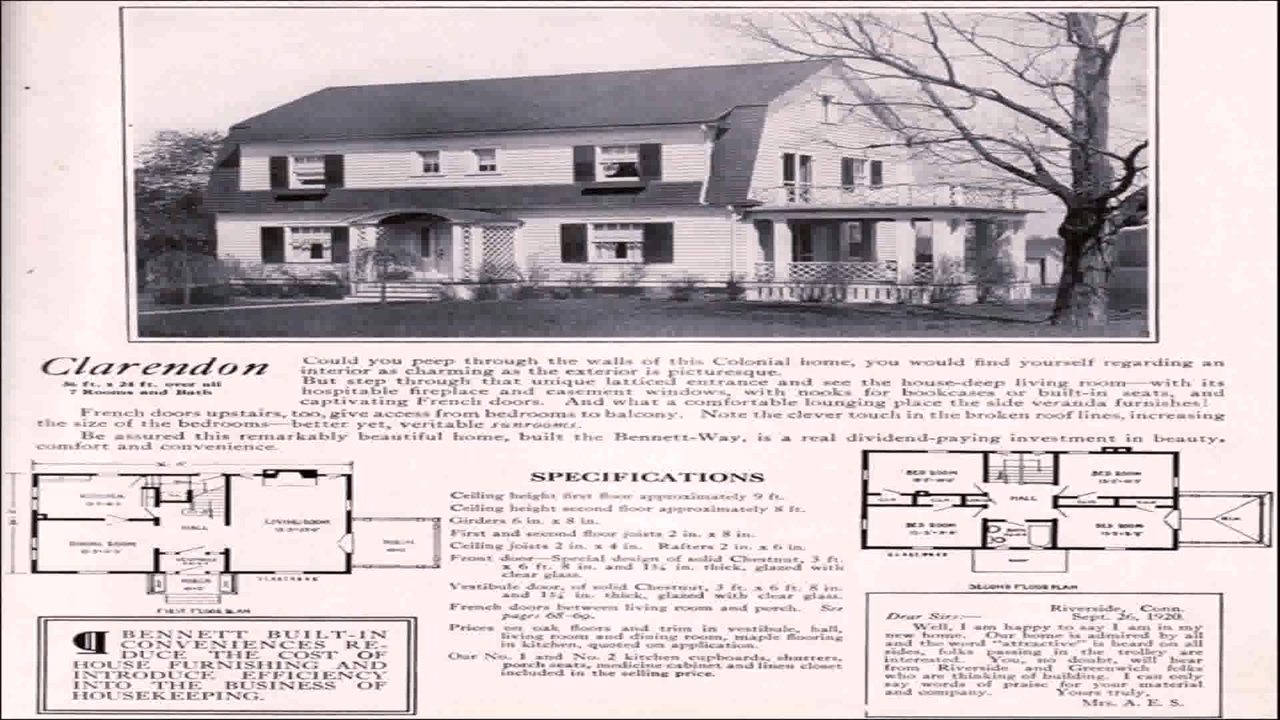 Clarendon
ft. x 24 ft. over all
7 Rooms and Bath
Could you peep through the walls of this Colonial home, you would find yourself regarding an
interior as charming as the exterior is picturesque.
But step through that unique latticed entrance and see the house-deep living room—with its
hospitable fireplace and casement windows, with nooks for bookcases or built-in seats, and
captivating French doors. And what a comfortable lounging place the side veranda furnishes!
French doors upstairs, too, give access from bedrooms to balcony. Note the clever touch in the broken roof lines, increasing
the size of the bedrooms—better yet, veritable sunrooms.
Be assured this remarkably beautiful home, built the Bennett-Way, is a real dividend-paying investment in beauty,
comfort and convenience.
KITCHEN
DINING ROOM
HALL
LIVING ROOM
PORCH
VESTIBULE
PORCH
CLARENDON
FIRST FLOOR PLAN
SPECIFICATIONS
Ceiling height first floor approximately 9 ft.
Ceiling height second floor approximately 8 ft.
Girders 6 in. x 8 in.
First and second floor joists 2 in. x 8 in.
Ceiling joists 2 in. x 4 in. Rafters 2 in. x 6 in.
Front door—Special design of solid Chestnut, 3 ft.
x 6 ft. 8 in. and 1¾ in. thick, glazed with
clear glass.
Vestibule door, of solid Chestnut, 3 ft. x 6 ft. 8 in.
and 1¾ in. thick, glazed with clear glass.
French doors between living room and porch. See
pages 68-69.
Prices on oak floors and trim in vestibule, hall,
living room and dining room, maple flooring
in kitchen, quoted on application.
Our No. 1 and No. 2 kitchen cupboards, shutters,
porch seats, medicine cabinet and linen closet
included in the selling price.
BED ROOM
BED ROOM
HALL
BED ROOM
BED ROOM
CLARENDON
SECOND FLOOR PLAN
BENNETT BUILT-IN
CONVENIENCES RE-
DUCE THE COST OF
HOUSE FURNISHING AND
INTRODUCE EFFICIENCY
INTO THE BUSINESS OF
HOUSEKEEPING.
Riverside, Conn.
Sept. 26, 1920.
Dear Sirs:—
Well, I am happy to say I am in my
new home. Our home is admired by all
and the word "attractive" is heard on all
sides, folks passing in the trolley are
interested. You, no doubt, will hear
from Riverside and Greenwich folks
who are thinking of building. I can only
say words of praise for your material
and company. Yours truly,
Mrs. A. E. S.